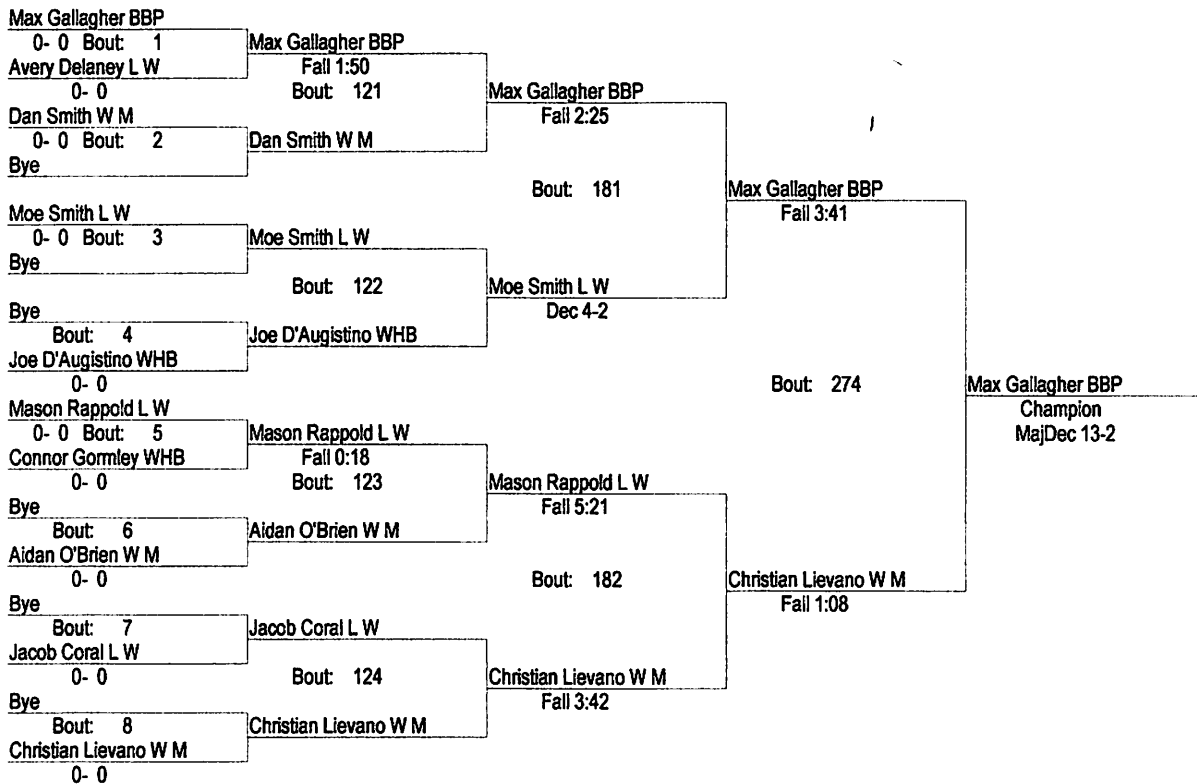 Max Gallagher BBP
0- 0 Bout: 1
Avery Delaney L W
0- 0
Dan Smith W M
0- 0 Bout: 2
Bye
Moe Smith L W
0- 0 Bout: 3
Bye
Bye
Bout: 4
Joe D'Augistino WHB
0- 0
Mason Rappold L W
0- 0 Bout: 5
Connor Gormley WHB
0- 0
Bye
Bout: 6
Aidan O'Brien W M
0- 0
Bye
Bout: 7
Jacob Coral L W
0- 0
Bye
Bout: 8
Christian Lievano W M
0- 0
Max Gallagher BBP
Fall 1:50
Bout: 121
Dan Smith W M
Moe Smith L W
Bout: 122
Joe D'Augistino WHB
Mason Rappold L W
Fall 0:18
Bout: 123
Aidan O'Brien W M
Jacob Coral L W
Bout: 124
Christian Lievano W M
Max Gallagher BBP
Fall 2:25
Bout: 181
Moe Smith L W
Dec 4-2
Mason Rappold L W
Fall 5:21
Bout: 182
Christian Lievano W M
Fall 3:42
Max Gallagher BBP
Fall 3:41
Bout: 274
Christian Lievano W M
Fall 1:08
Max Gallagher BBP
Champion
MajDec 13-2